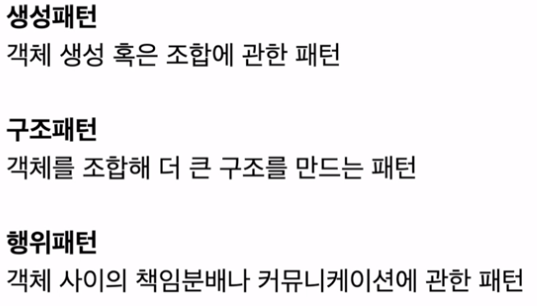 생성패턴
객체 생성 혹은 조합에 관한 패턴
구조패턴
객체를 조합해 더 큰 구조를 만드는 패턴
행위패턴
객체 사이의 책임분배나 커뮤니케이션에 관한 패턴